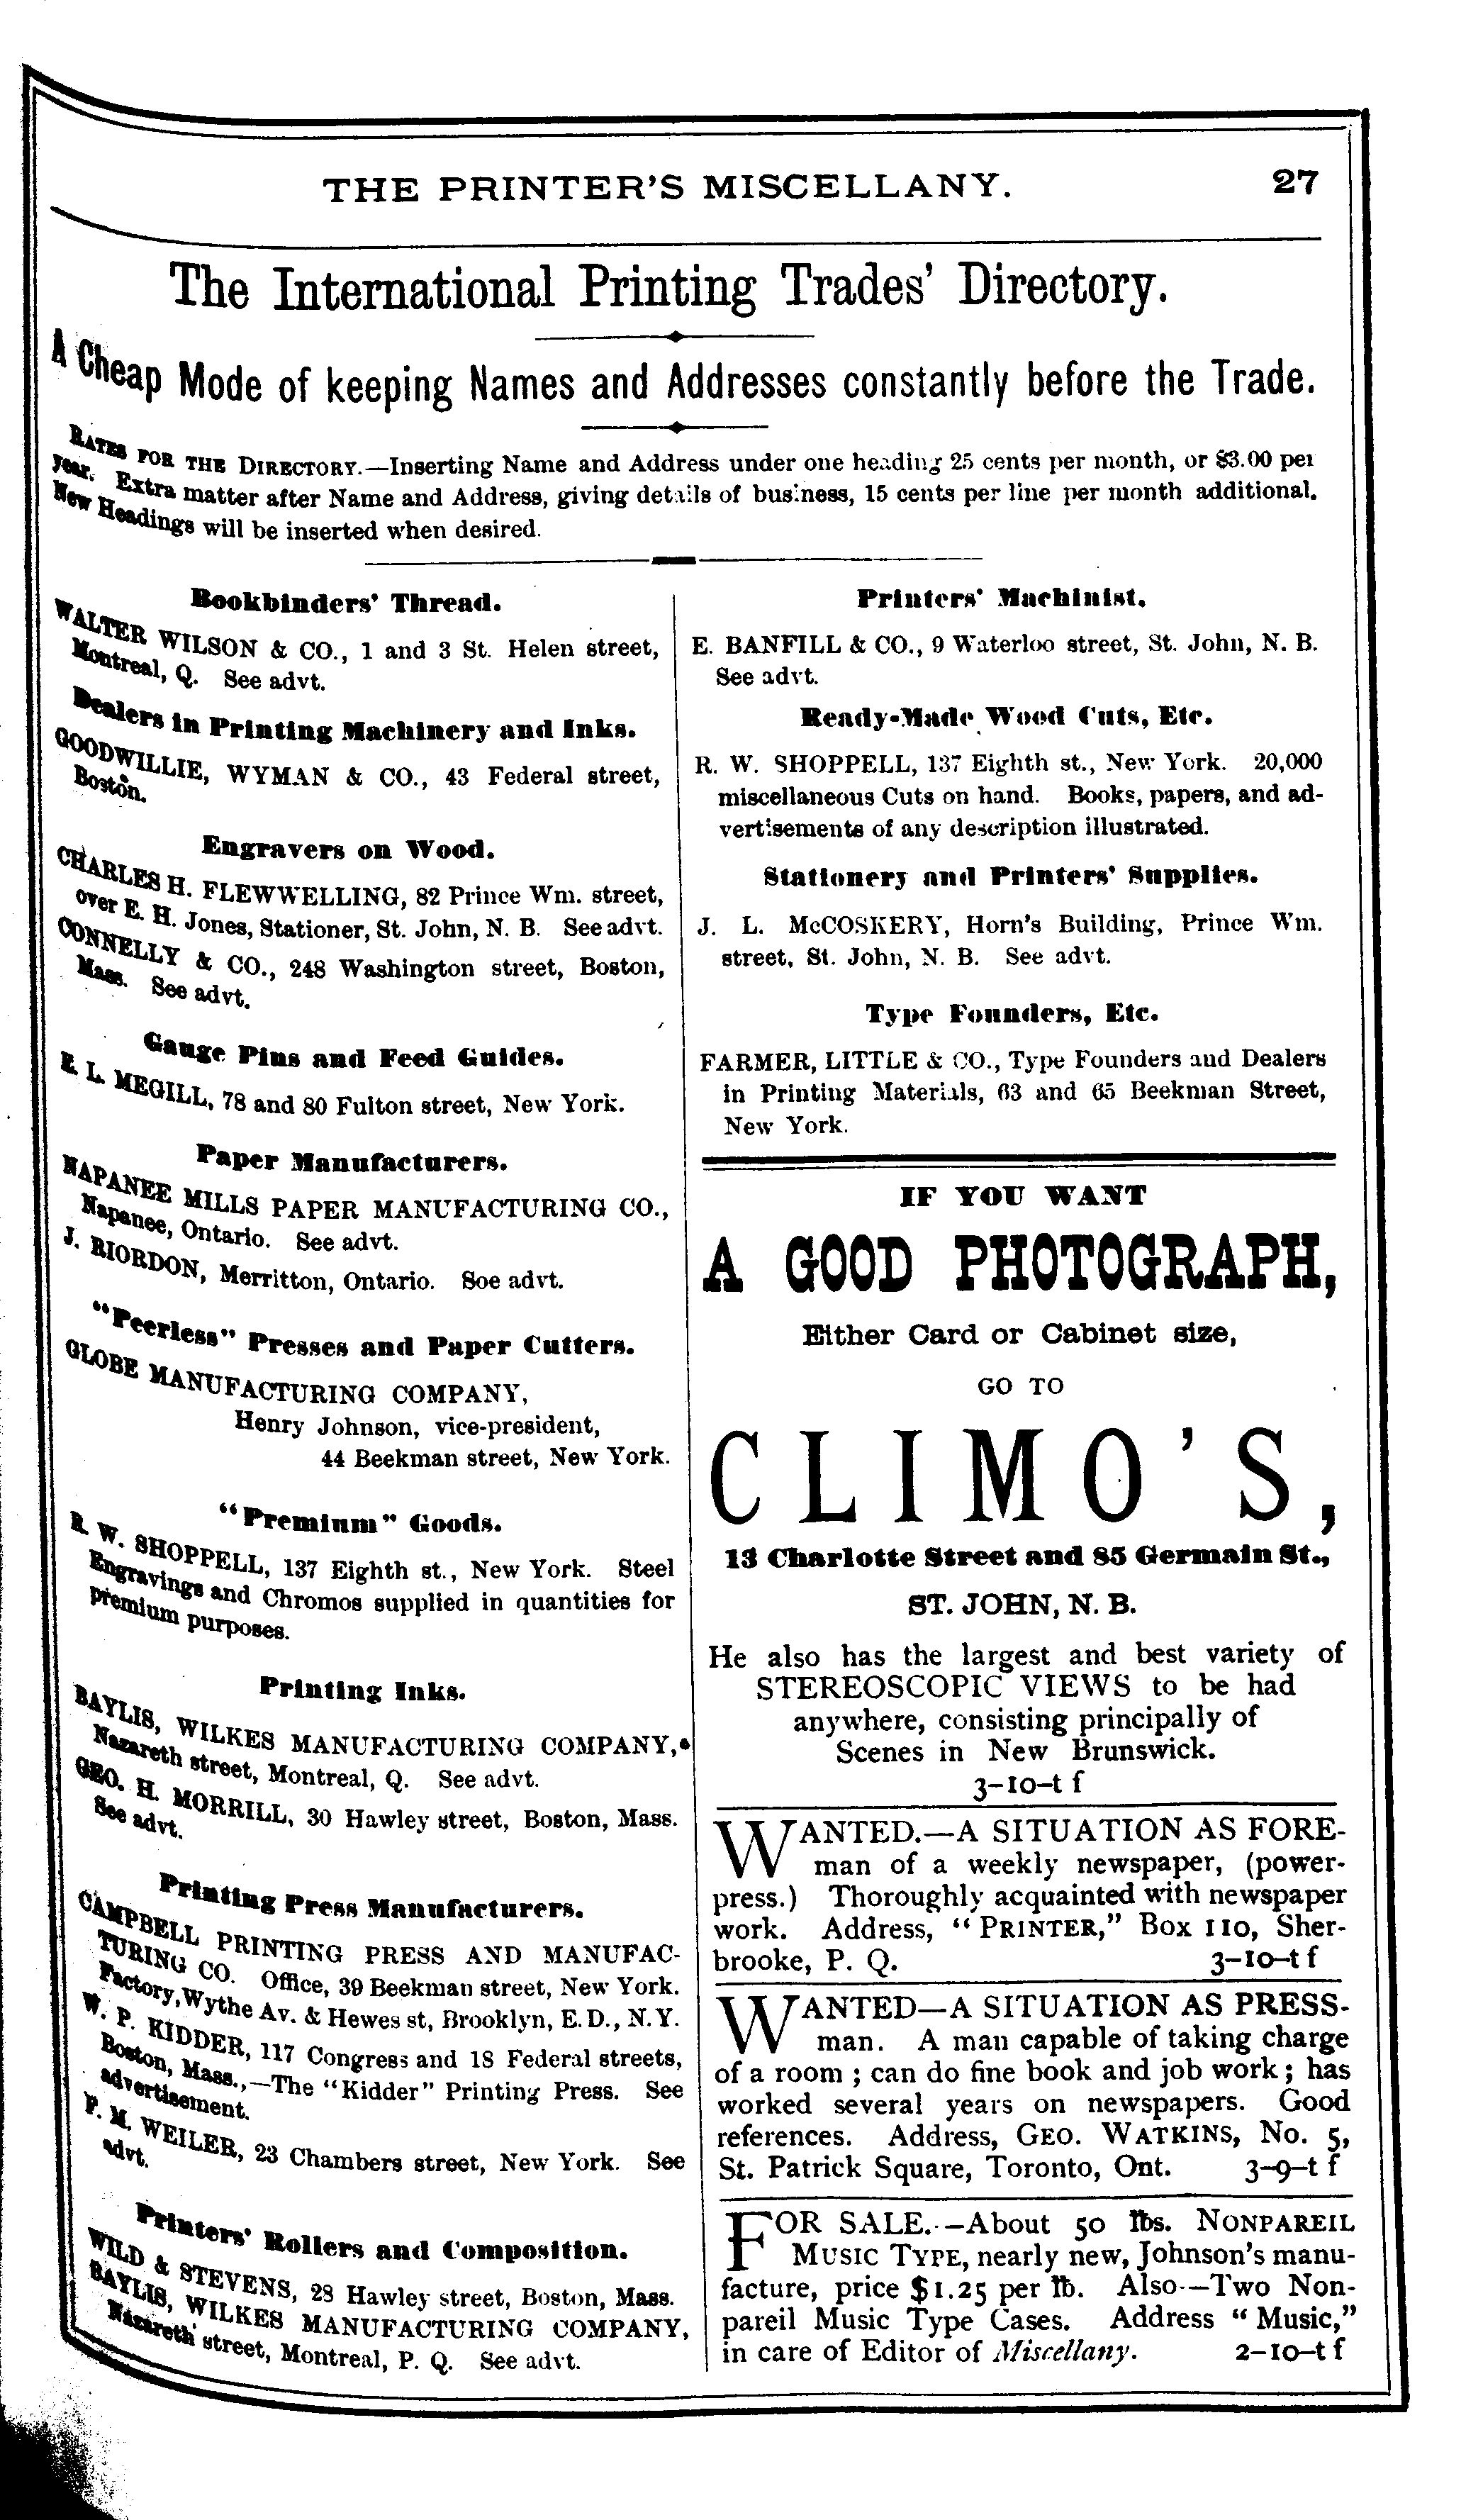 THE PRINTER'S MISCELLANY. 27
The International Printing Trades' Directory.
A Cheap Mode of keeping Names and Addresses constantly before the Trade.
RATES FOR THE DIRECTORY.—Inserting Name and Address under one heading 25 cents per month, or $3.00 per
year. Extra matter after Name and Address, giving details of business, 15 cents per line per month additional.
New Headings will be inserted when desired.
Bookbinders' Thread.
WALTER WILSON & CO., 1 and 3 St. Helen street,
Montreal, Q. See advt.
Dealers in Printing Machinery and Inks.
GOODWILLIE, WYMAN & CO., 43 Federal street,
Boston.
Engravers on Wood.
CHARLES H. FLEWWELLING, 82 Prince Wm. street,
over E. H. Jones, Stationer, St. John, N. B. See advt.
CONNELLY & CO., 248 Washington street, Boston,
Mass. See advt.
Gauge Pins and Feed Guides.
E. L. MEGILL, 78 and 80 Fulton street, New York.
Paper Manufacturers.
NAPANEE MILLS PAPER MANUFACTURING CO.,
Napanee, Ontario. See advt.
J. RIORDON, Merritton, Ontario. Soe advt.
"Peerless" Presses and Paper Cutters.
GLOBE MANUFACTURING COMPANY,
Henry Johnson, vice-president,
44 Beekman street, New York.
"Premium" Goods.
R. W. SHOPPELL, 137 Eighth st., New York. Steel
Engravings and Chromos supplied in quantities for
premium purposes.
Printing Inks.
BAYLIS, WILKES MANUFACTURING COMPANY,
Nazareth street, Montreal, Q. See advt.
GEO. H. MORRILL, 30 Hawley street, Boston, Mass.
See advt.
Printing Press Manufacturers.
CAMPBELL PRINTING PRESS AND MANUFAC-
TURING CO. Office, 39 Beekman street, New York.
Factory, Wythe Av. & Hewes st, Brooklyn, E. D., N. Y.
W. P. KIDDER, 117 Congress and 18 Federal streets,
Boston, Mass.,—The "Kidder" Printing Press. See
advertisement.
P. M. WEILER, 23 Chambers street, New York. See
advt.
Printers' Rollers and Composition.
WILD & STEVENS, 28 Hawley street, Boston, Mass.
BAYLIS, WILKES MANUFACTURING COMPANY,
Nazareth street, Montreal, P. Q. See advt.
Printers' Machinist.
E. BANFILL & CO., 9 Waterloo street, St. John, N. B.
See advt.
Ready-Made Wood Cuts, Etc.
R. W. SHOPPELL, 137 Eighth st., New York. 20,000
miscellaneous Cuts on hand. Books, papers, and ad-
vertisements of any description illustrated.
Stationery and Printers' Supplies.
J. L. McCOSKERY, Horn's Building, Prince Wm.
street, St. John, N. B. See advt.
Type Founders, Etc.
FARMER, LITTLE & CO., Type Founders and Dealers
in Printing Materials, 63 and 65 Beekman Street,
New York.
IF YOU WANT
A GOOD PHOTOGRAPH,
Either Card or Cabinet size,
GO TO
CLIMO'S,
13 Charlotte Street and 85 Germain St.,
ST. JOHN, N. B.
He also has the largest and best variety of
STEREOSCOPIC VIEWS to be had
anywhere, consisting principally of
Scenes in New Brunswick.
3-10-t f
WANTED.—A SITUATION AS FORE-
man of a weekly newspaper, (power-
press.) Thoroughly acquainted with newspaper
work. Address, "PRINTER," Box 110, Sher-
brooke, P. Q. 3-10-t f
WANTED—A SITUATION AS PRESS-
man. A man capable of taking charge
of a room ; can do fine book and job work ; has
worked several years on newspapers. Good
references. Address, GEO. WATKINS, No. 5,
St. Patrick Square, Toronto, Ont. 3-9-t f
FOR SALE.—About 50 lbs. NONPAREIL
MUSIC TYPE, nearly new, Johnson's manu-
facture, price $1.25 per lb. Also—Two Non-
pareil Music Type Cases. Address "Music,"
in care of Editor of Miscellany. 2-10-t f